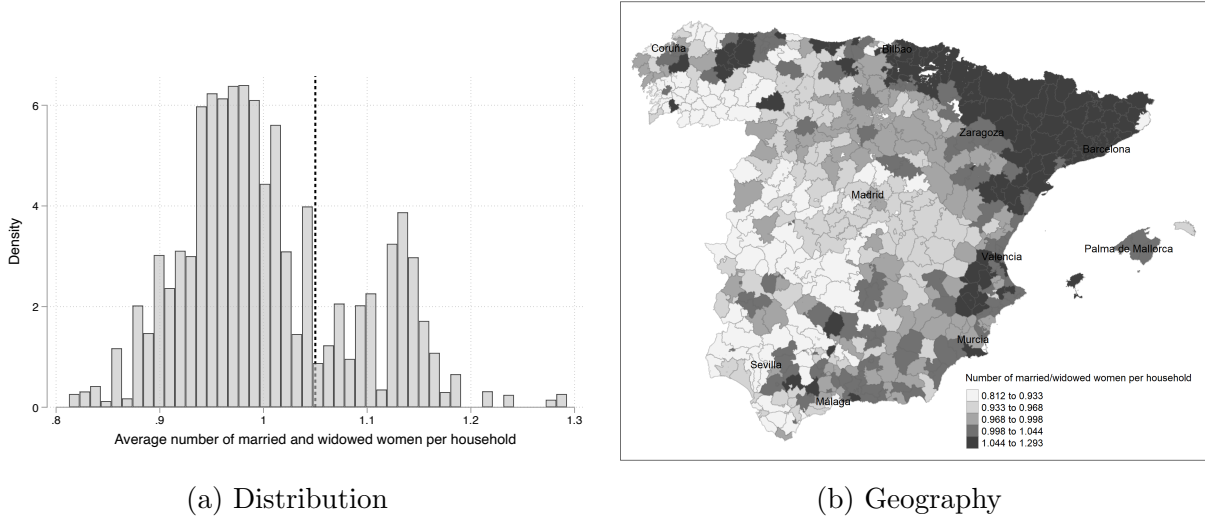 Density
6
4
2
0
.8
.9
1
1.1
1.2
1.3
Average number of married and widowed women per household
(a) Distribution
Coruña
Bilbao
Zaragoza
Barcelona
Madrid
Palma de Mallorca
Valencia
Murcia
Sevilla
Málaga
Number of married/widowed women per household
0.812 to 0.933
0.933 to 0.968
0.968 to 0.998
0.998 to 1.044
1.044 to 1.293
(b) Geography